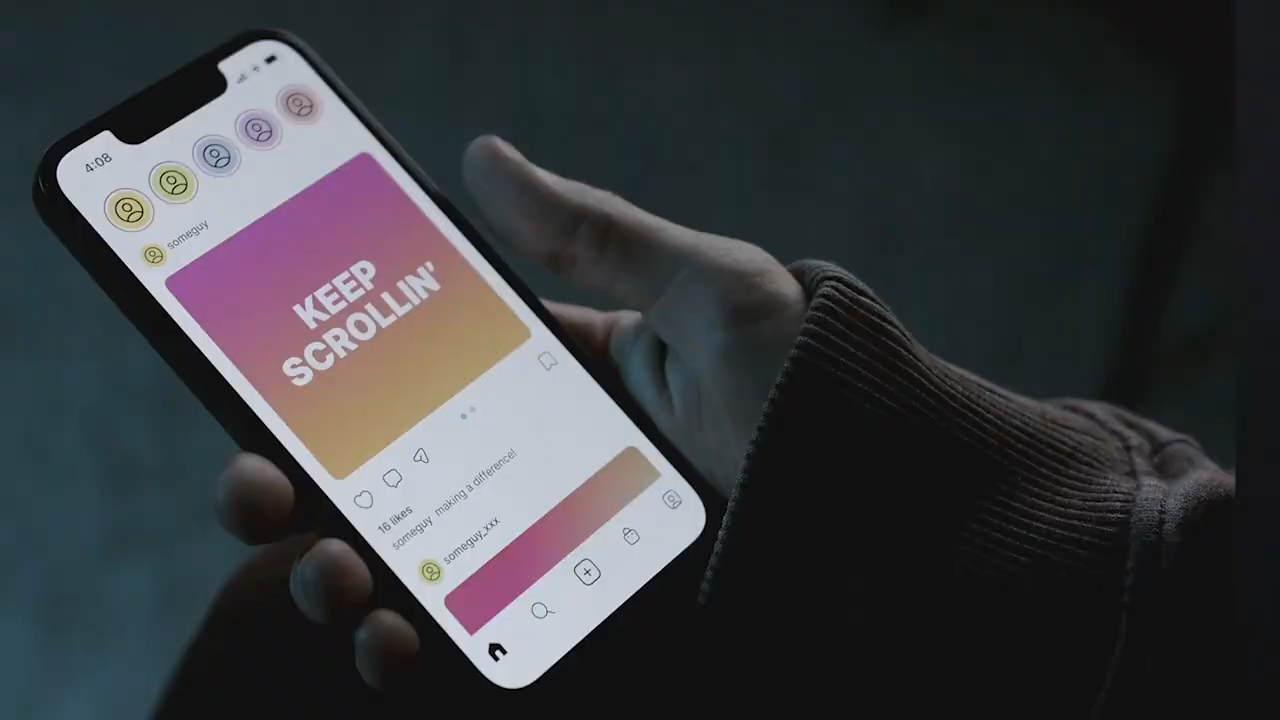 4:08
someguy
KEEP
SCROLLIN'
16 likes
someguy making a difference!
someguy_xxx